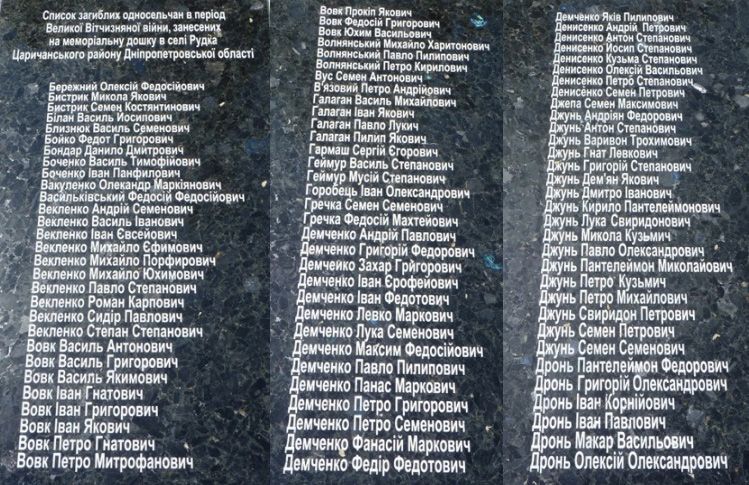 Список загиблих односельчан в період
Великої Вітчизняної війни, занесених
на меморіальну дошку в селі Рудка
Царичанського району Дніпропетровської області
Бережний Олексій Федосійович
Бистрик Микола Якович
Бистрик Семен Костянтинович
Білан Василь Йосипович
Близнюк Василь Семенович
Бойко Федот Григорович
Бондар Данило Дмитрович
Боченко Василь Тимофійович
Боченко Іван Панфилович
Вакуленко Олекандр Маркіянович
Васильківський Федосій Федосійович
Векленко Андрій Семенович
Векленко Василь Іванович
Векленко Іван Євсейович
Векленко Михайло Єфимович
Векленко Михайло Порфирович
Векленко Михайло Юхимович
Векленко Павло Степанович
Векленко Роман Карпович
Векленко Сидір Павлович
Векленко Степан Степанович
Вовк Василь Антонович
Вовк Василь Григорович
Вовк Василь Якимович
Вовк Іван Гнатович
Вовк Іван Григорович
Вовк Іван Якович
Вовк Петро Гнатович
Вовк Петро Митрофанович
Вовк Прокіп Якович
Вовк Федосій Григорович
Вовк Юхим Васильович
Волнянський Михайло Харитонович
Волнянський Павло Пилипович
Волнянський Петро Кирилович
Вус Семен Антонович
В'язовий Петро Андрійович
Галаган Василь Михайлович
Галаган Іван Якович
Галаган Павло Лукич
Галаган Пилип Якович
Гармаш Сергій Єгорович
Геймур Василь Степанович
Геймур Мусій Степанович
Горобець Іван Олександрович
Гречка Семен Семенович
Гречка Федосій Махтейович
Демченко Андрій Павлович
Демченко Григорій Федорович
Демчейко Захар Григорович
Демченко Іван Єрофейович
Демченко Іван Федотович
Демченко Левко Маркович
Демченко Лука Семенович
Демченко Максим Федосійович
Демченко Павло Пилипович
Демченко Панас Маркович
Демченко Петро Григорович
Демченко Петро Семенович
Демченко Фанасій Маркович
Демченко Федір Федотович
Демченко Яків Пилипович
Денисенко Андрій Петрович
Денисенко Антон Степанович
Денисенко Йосип Степанович
Денисенко Кузьма Степанович
Денисенко Олексій Васильович
Денисенко Петро Степанович
Денисенко Семен Петрович
Джепа Семен Максимович
Джунь Андріян Федорович
Джунь Антон Степанович
Джунь Варивон Трохимович
Джунь Гнат Левкович
Джунь Григорій Степанович
Джунь Дем'ян Якович
Джунь Дмитро Іванович
Джунь Кирило Пантелеймонович
Джунь Лука Свиридонович
Джунь Микола Кузьмич
Джунь Павло Олександрович
Джунь Пантелеймон Миколайович
Джунь Петро Кузьмич
Джунь Петро Михайлович
Джунь Свиридон Петрович
Джунь Семен Петрович
Джунь Семен Семенович
Дронь Пантелеймон Федорович
Дронь Григорій Олександрович
Дронь Іван Корнійович
Дронь Іван Павлович
Дронь Макар Васильович
Дронь Олексій Олександрович